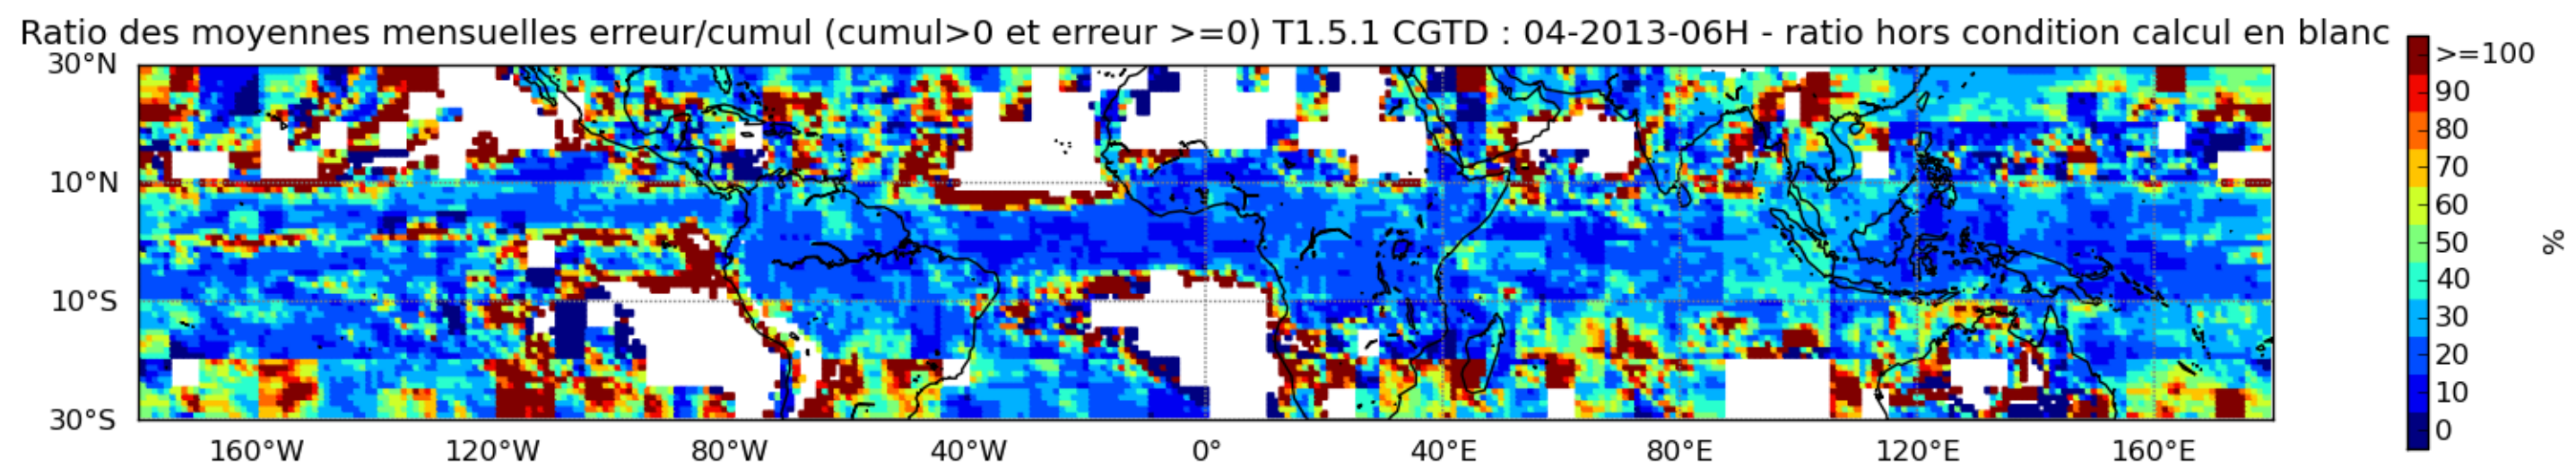 Ratio des moyennes mensuelles erreur/cumul (cumul>0 et erreur >=0) T1.5.1 CGTD : 04-2013-06H - ratio hors condition calcul en blanc
30°N
10°N
10°S
30°S
160°W 120°W 80°W 40°W 0° 40°E 80°E 120°E 160°E
>=100
90
80
70
60
50
40
30
20
10
0
%